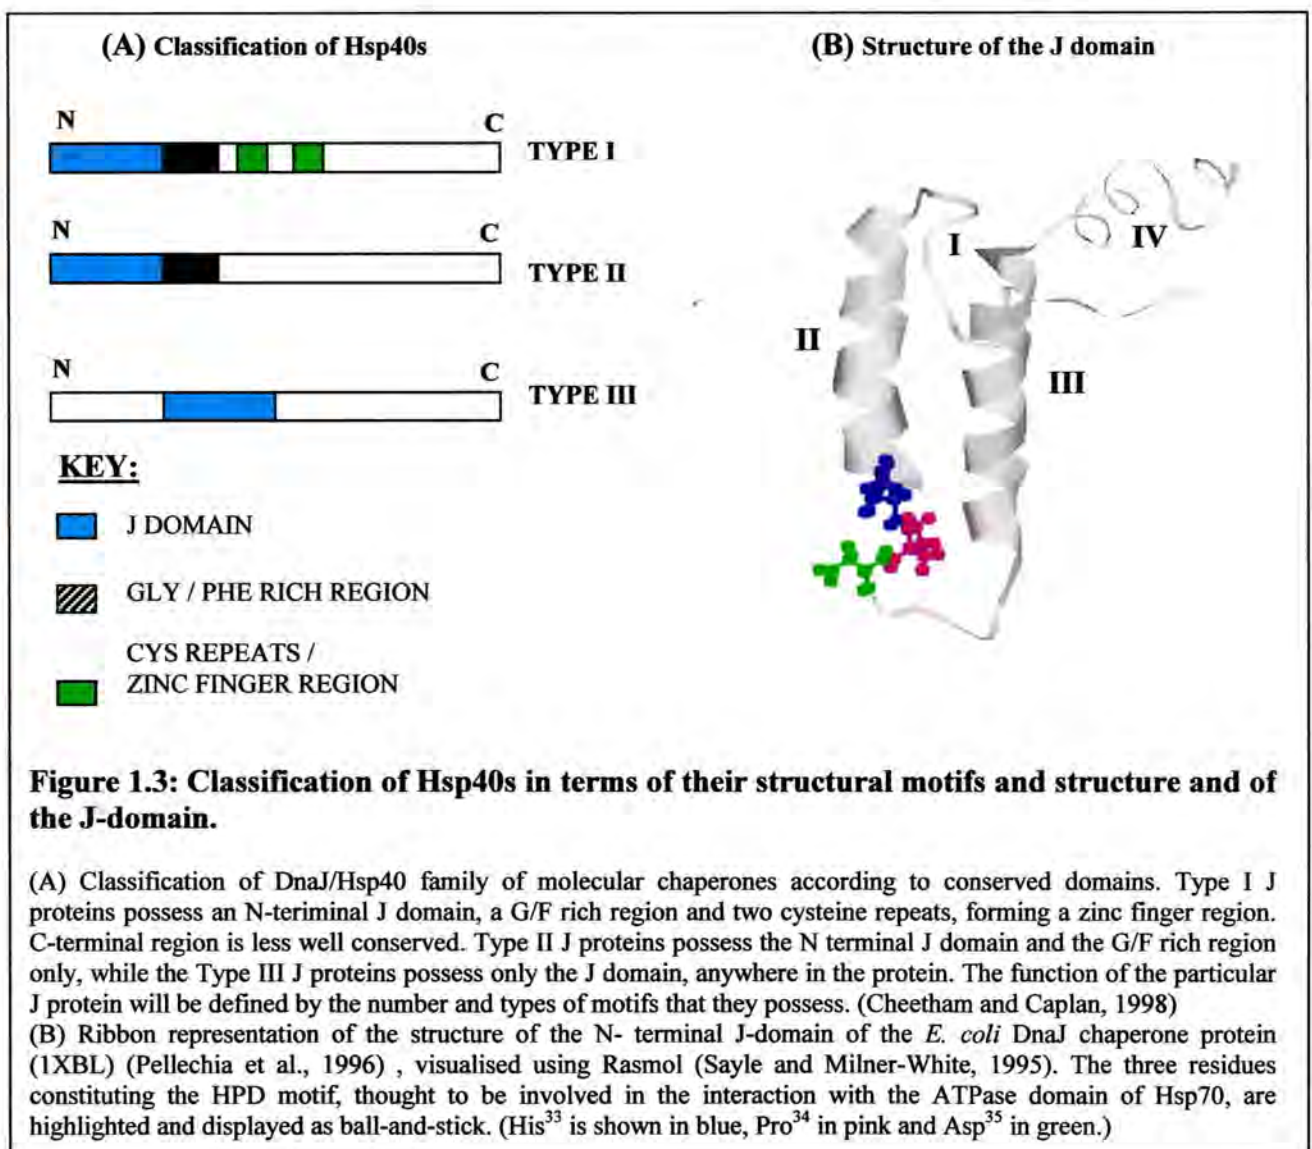 (A) Classification of Hsp40s
N
C
TYPE I
N
C
TYPE II
N
C
TYPE III
KEY:
J DOMAIN
GLY / PHE RICH REGION
CYS REPEATS /
ZINC FINGER REGION
(B) Structure of the J domain
I
IV
II
III
Figure 1.3: Classification of Hsp40s in terms of their structural motifs and structure and of
the J-domain.
(A) Classification of DnaJ/Hsp40 family of molecular chaperones according to conserved domains. Type I J
proteins possess an N-teriminal J domain, a G/F rich region and two cysteine repeats, forming a zinc finger region.
C-terminal region is less well conserved. Type II J proteins possess the N terminal J domain and the G/F rich region
only, while the Type III J proteins possess only the J domain, anywhere in the protein. The function of the particular
J protein will be defined by the number and types of motifs that they possess. (Cheetham and Caplan, 1998)
(B) Ribbon representation of the structure of the N- terminal J-domain of the E. coli DnaJ chaperone protein
(1XBL) (Pellechia et al., 1996) , visualised using Rasmol (Sayle and Milner-White, 1995). The three residues
constituting the HPD motif, thought to be involved in the interaction with the ATPase domain of Hsp70, are
highlighted and displayed as ball-and-stick. (His³³ is shown in blue, Pro³⁴ in pink and Asp³⁵ in green.)